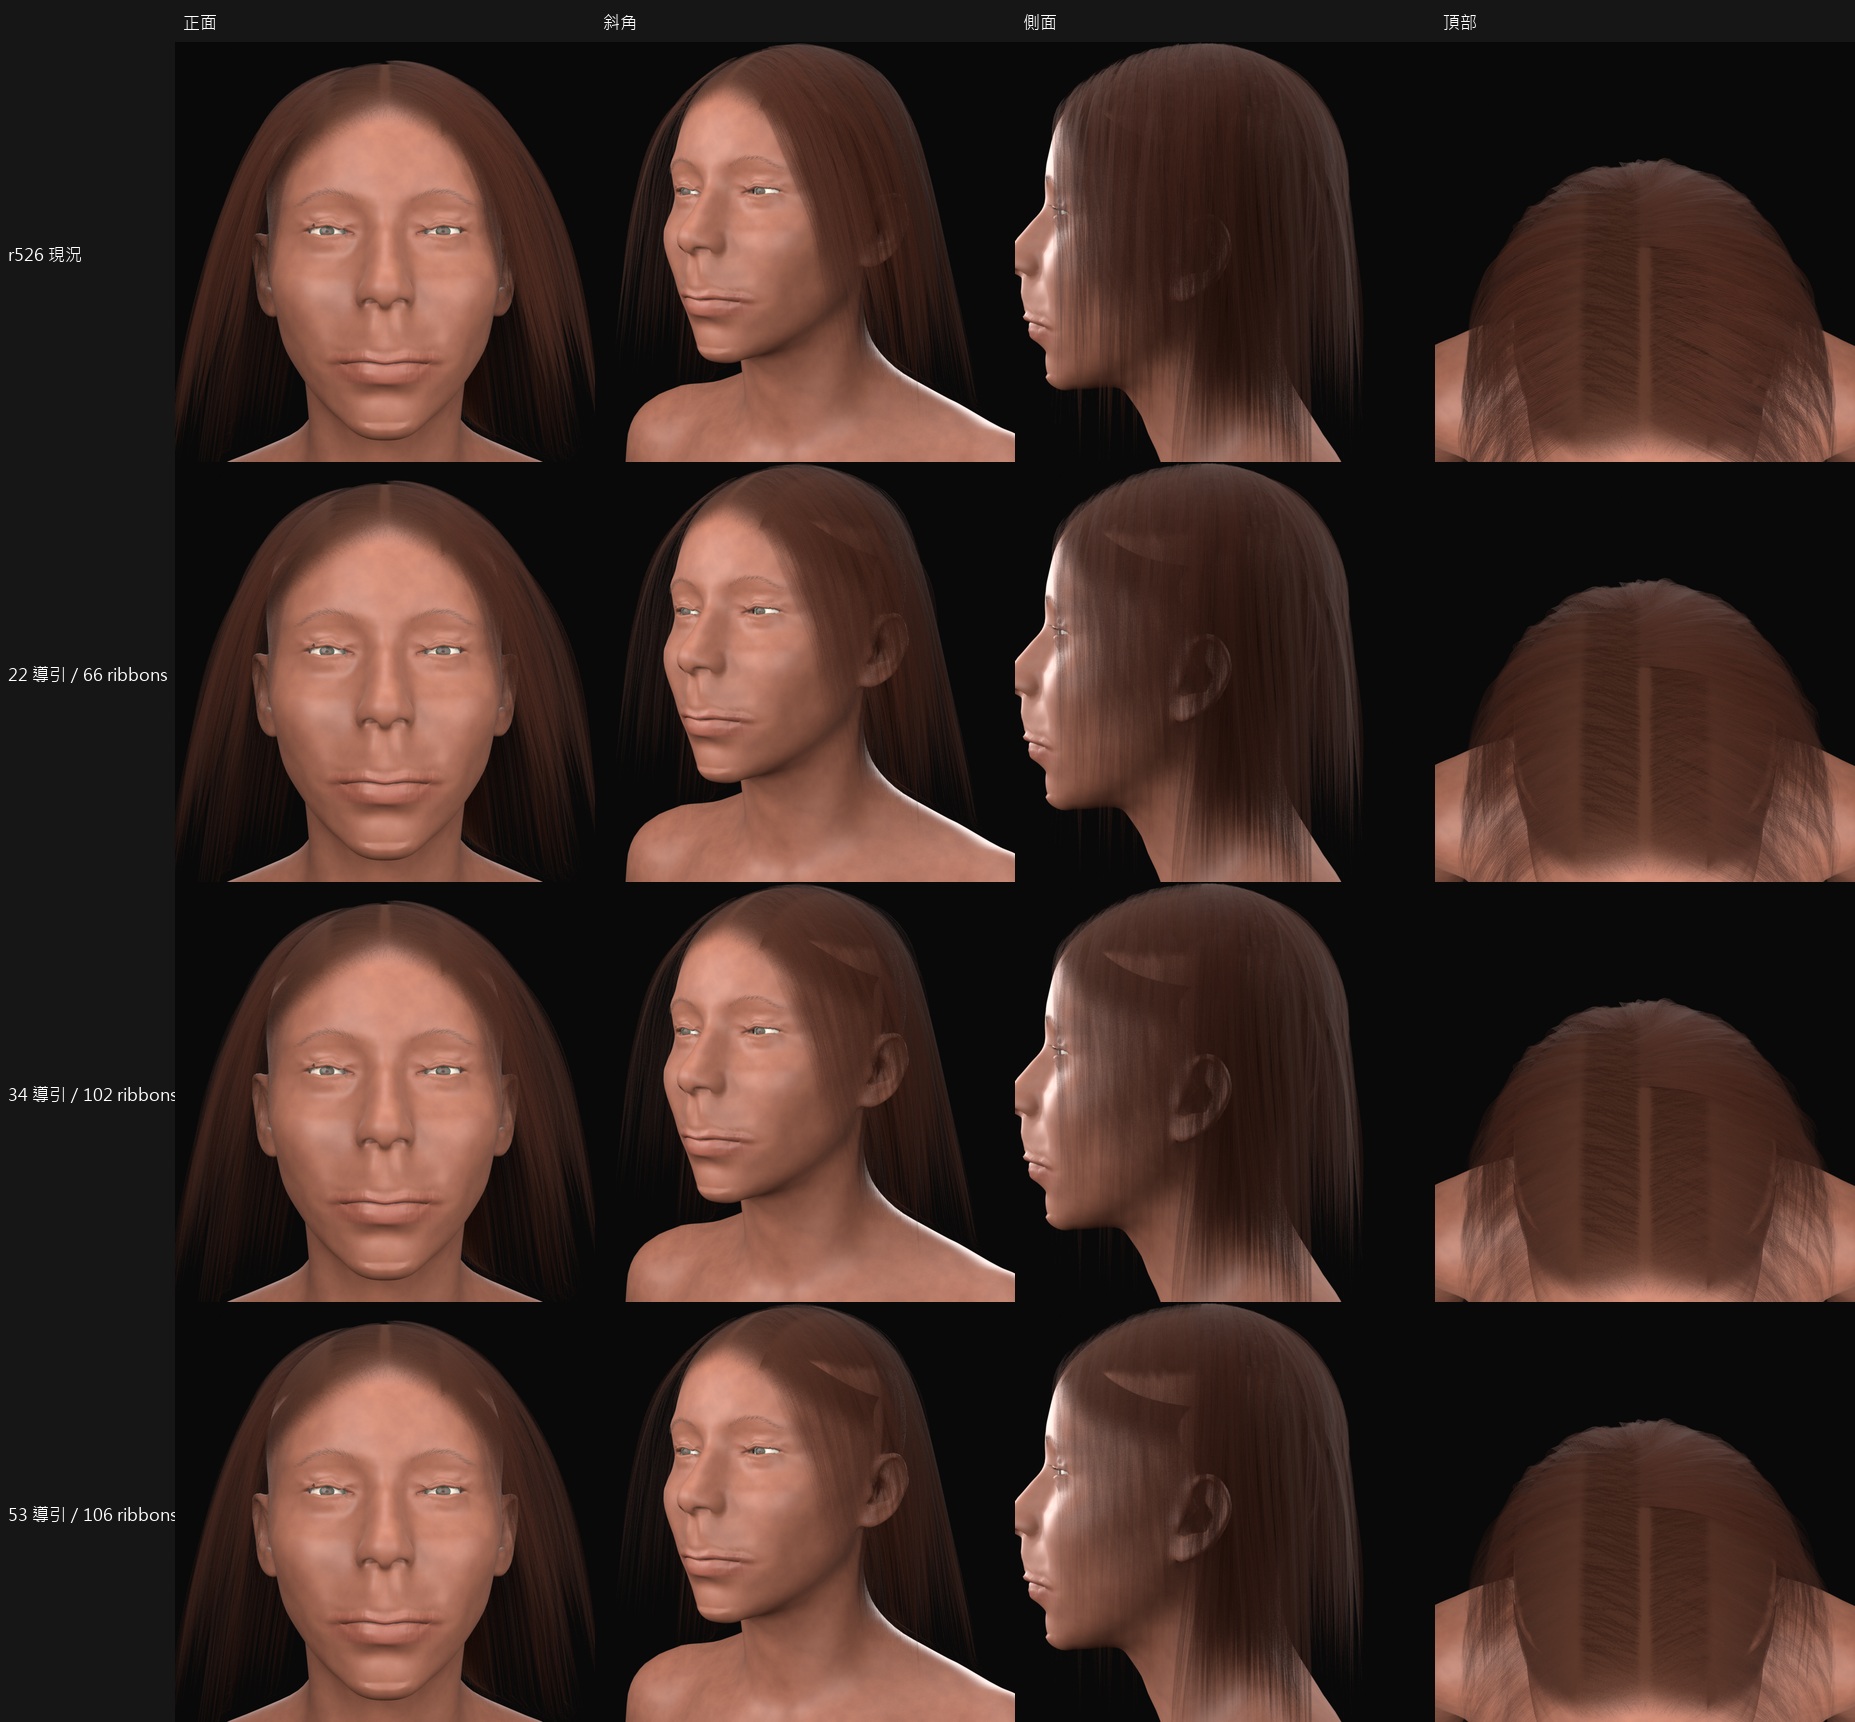 正面
斜角
側面
頂部
r526 現況
22 導引 / 66 ribbons
34 導引 / 102 ribbons
53 導引 / 106 ribbons